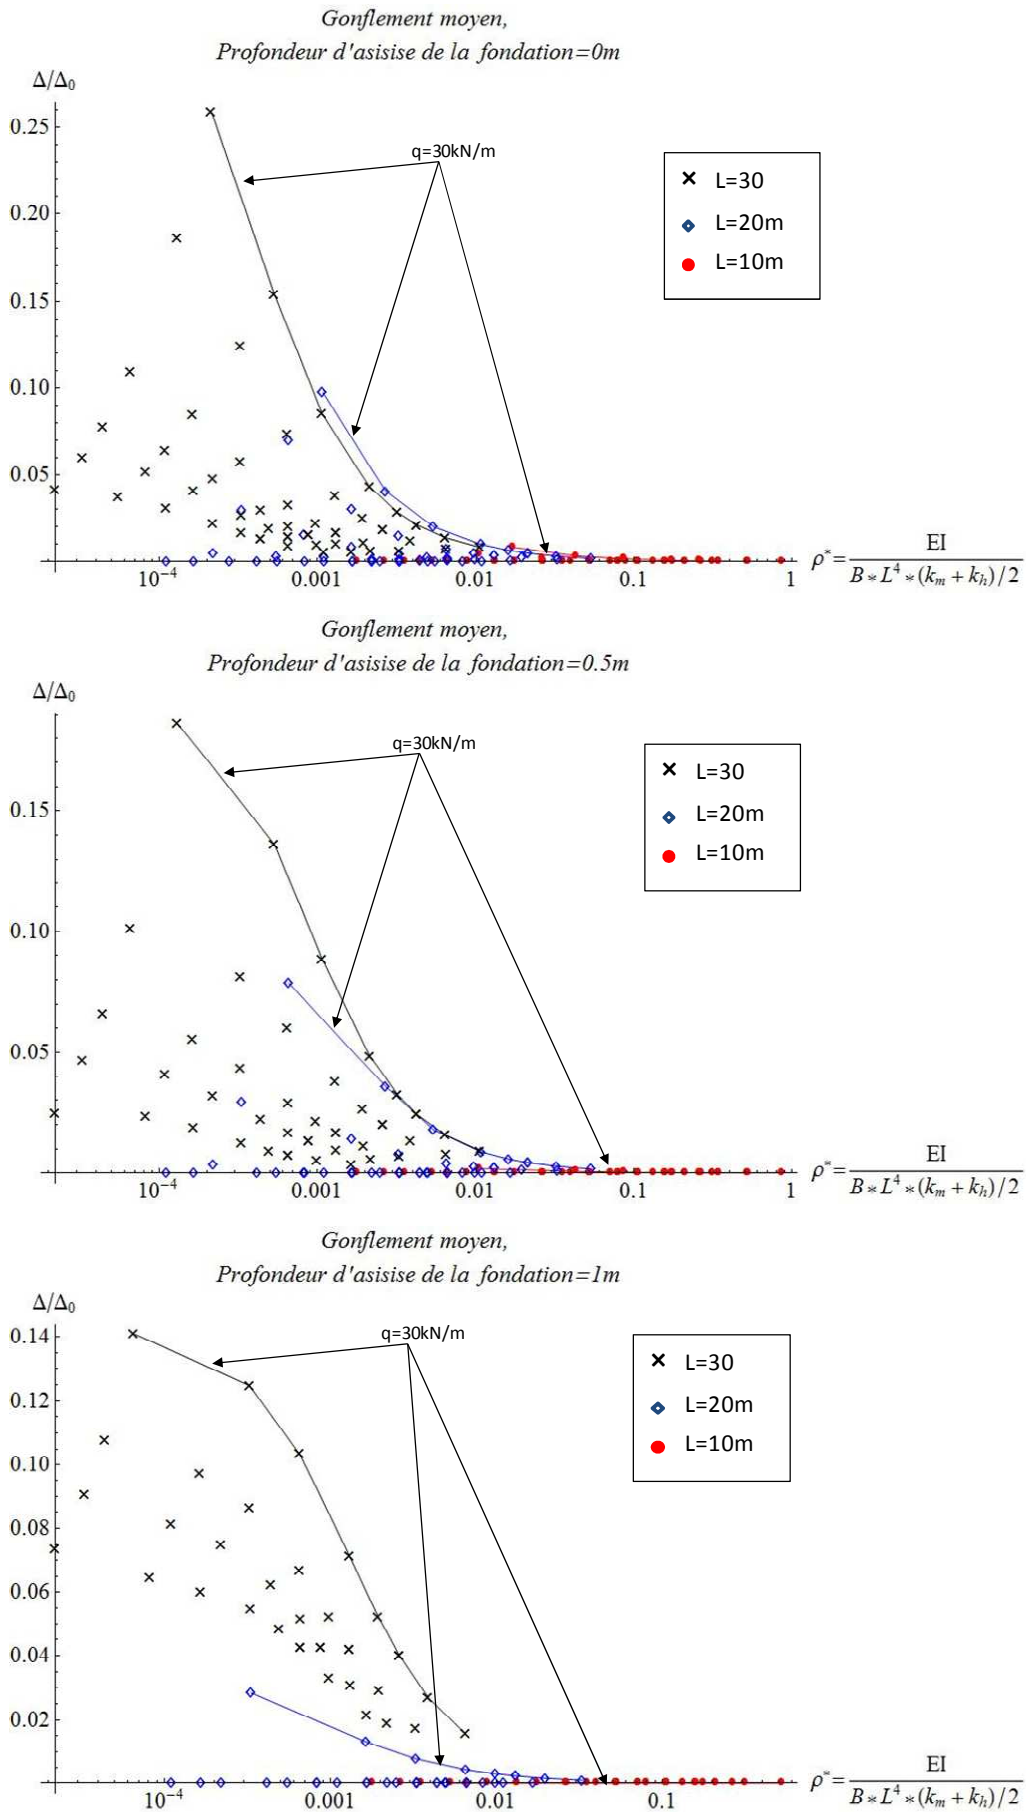 Gonflement moyen,
Profondeur d'asisise de la fondation=0m
Δ/Δ₀
0.25
0.20
0.15
0.10
0.05
q=30kN/m
L=30
L=20m
L=10m
10⁻⁴ 0.001 0.01 0.1 1
ρ* = EI / B*L⁴*(kₘ+kₕ)/2
Gonflement moyen,
Profondeur d'asisise de la fondation=0.5m
Δ/Δ₀
0.15
0.10
0.05
q=30kN/m
L=30
L=20m
L=10m
10⁻⁴ 0.001 0.01 0.1 1
ρ* = EI / B*L⁴*(kₘ+kₕ)/2
Gonflement moyen,
Profondeur d'asisise de la fondation=1m
Δ/Δ₀
0.14
0.12
0.10
0.08
0.06
0.04
0.02
q=30kN/m
L=30
L=20m
L=10m
10⁻⁴ 0.001 0.01 0.1
ρ* = EI / B*L⁴*(kₘ+kₕ)/2